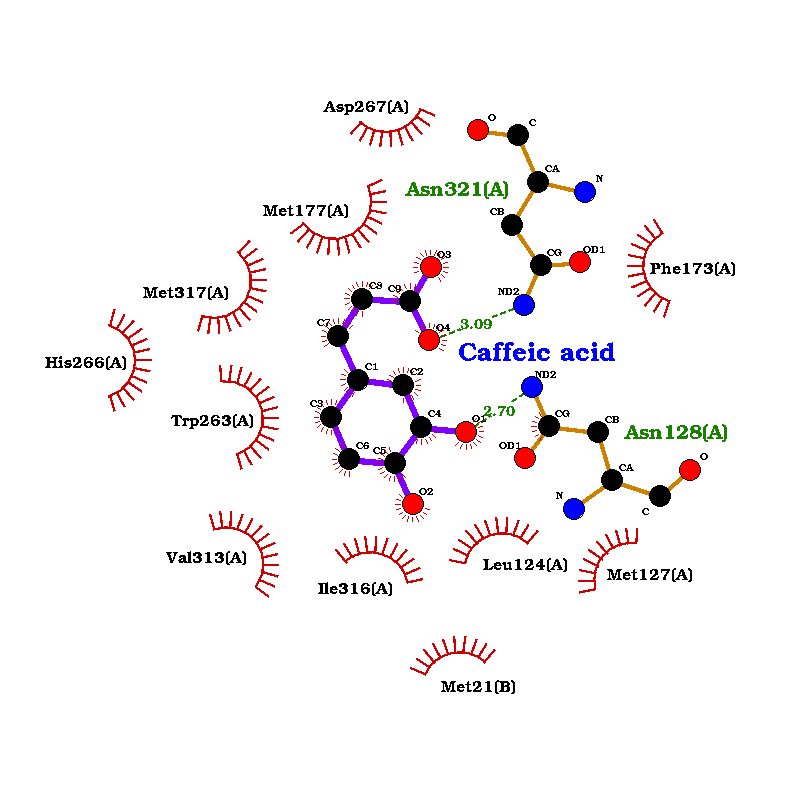 Asp267(A)
O
C
CA
N
Asn321(A)
Met177(A)
CB
CG
OD1
Phe173(A)
O3
Met317(A)
C8
C9
ND2
C7
O4
3.09
Caffeic acid
His266(A)
C1
C2
ND2
C3
C4
O1
2.70
Trp263(A)
CG
CB
Asn128(A)
C6
C5
OD1
O
CA
O2
N
C
Val313(A)
Ile316(A)
Leu124(A)
Met127(A)
Met21(B)